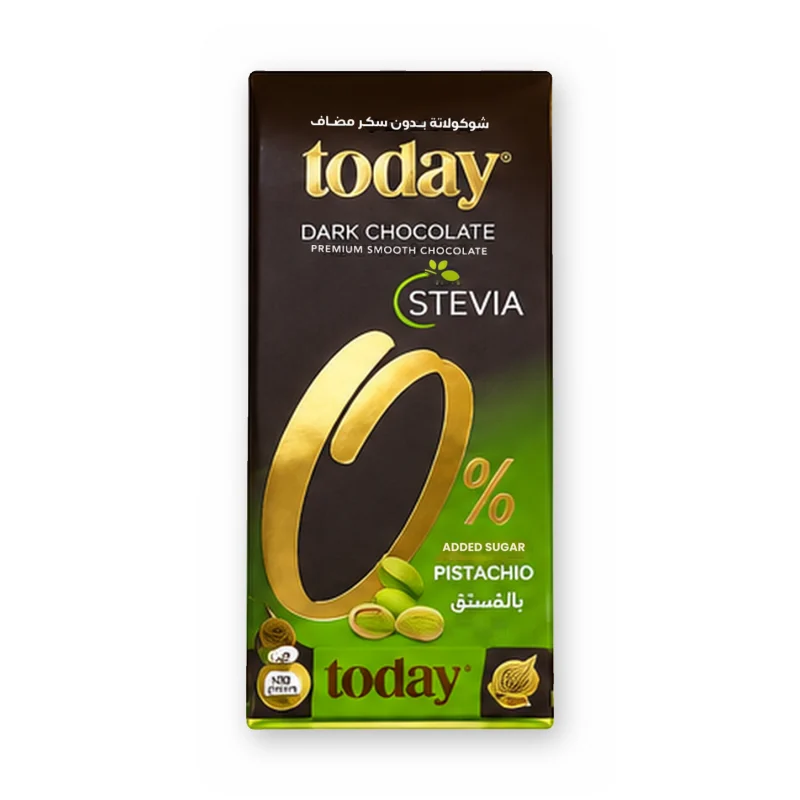 شوكولاتة بدون سكر مضاف
today
DARK CHOCOLATE
PREMIUM SMOOTH CHOCOLATE
STEVIA
0%
ADDED SUGAR
PISTACHIO
بالفستق
today